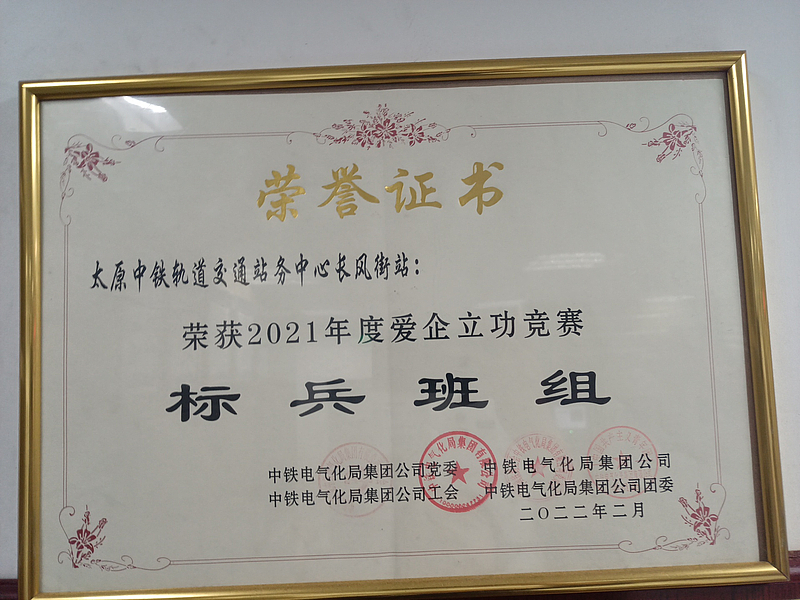 荣誉证书
太原中铁轨道交通站务中心长风街站：
荣获2021年度爱企立功竞赛
标兵班组
中铁电气化局集团公司党委 中铁电气化局集团公司
中铁电气化局集团公司工会 中铁电气化局集团公司团委
二〇二二年二月